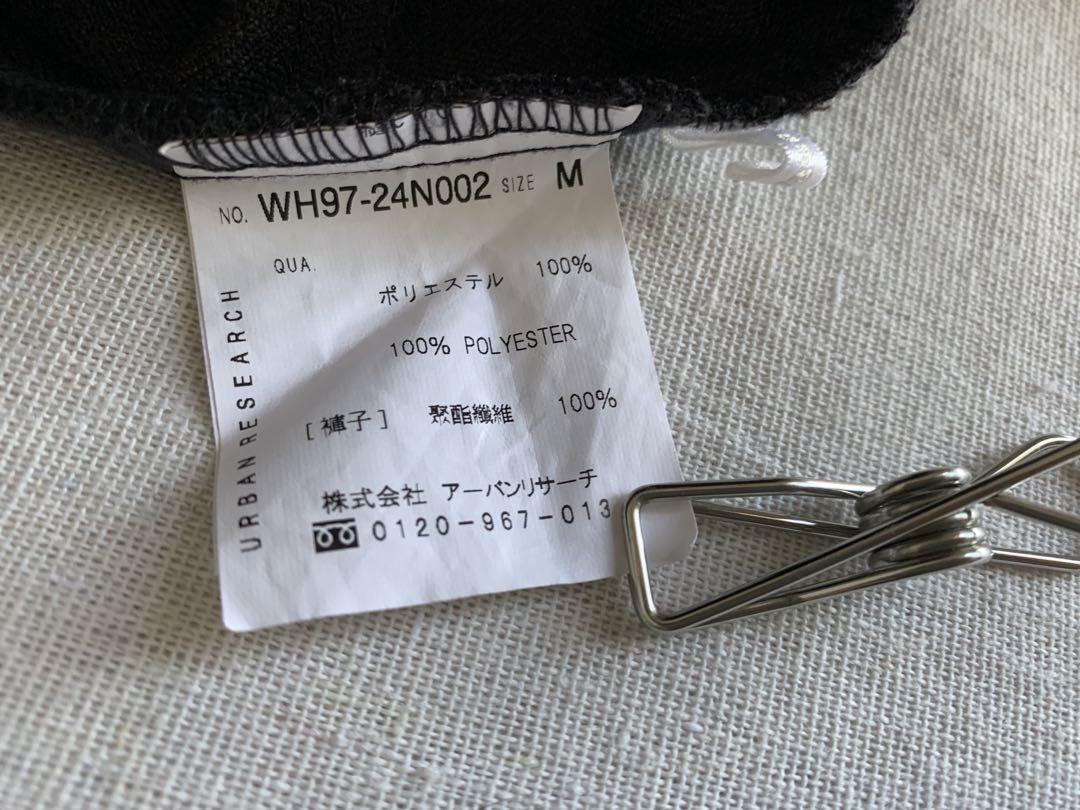 NO. WH97-24N002 SIZE M
QUA.
ポリエステル 100%
100% POLYESTER
[褲子] 聚酯纖維 100%
株式会社 アーバンリサーチ
0120-967-013
URBAN RESEARCH